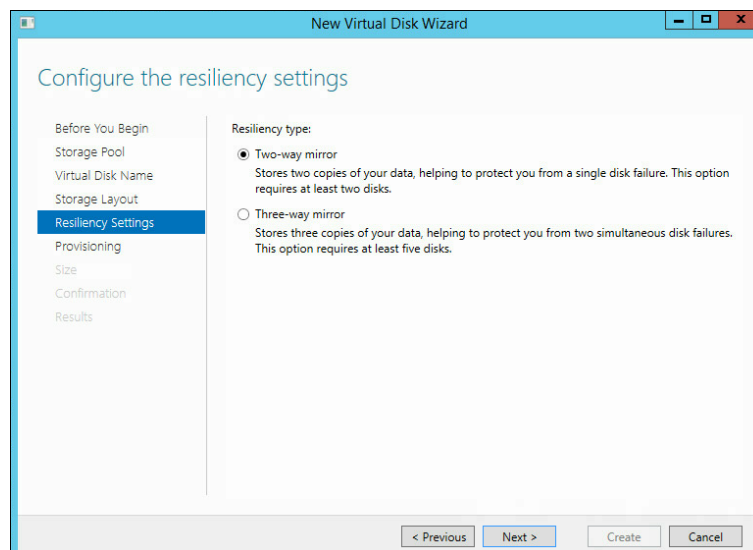 New Virtual Disk Wizard
Configure the resiliency settings
Before You Begin
Storage Pool
Virtual Disk Name
Storage Layout
Resiliency Settings
Provisioning
Size
Confirmation
Results
Resiliency type:
Two-way mirror
Stores two copies of your data, helping to protect you from a single disk failure. This option
requires at least two disks.
Three-way mirror
Stores three copies of your data, helping to protect you from two simultaneous disk failures.
This option requires at least five disks.
< Previous Next > Create Cancel